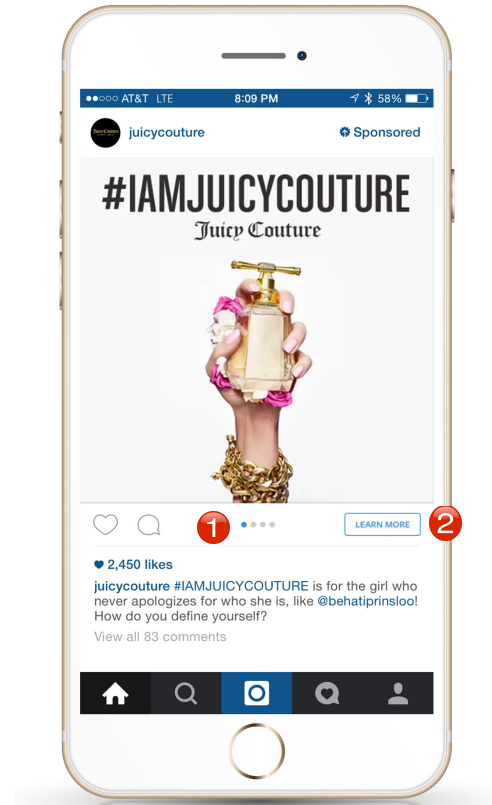 AT&T LTE 8:09 PM 58%
juicycouture Sponsored
#IAMJUICYCOUTURE
Juicy Couture
1 LEARN MORE 2
2,450 likes
juicycouture #IAMJUICYCOUTURE is for the girl who
never apologizes for who she is, like @behatiprinsloo!
How do you define yourself?
View all 83 comments